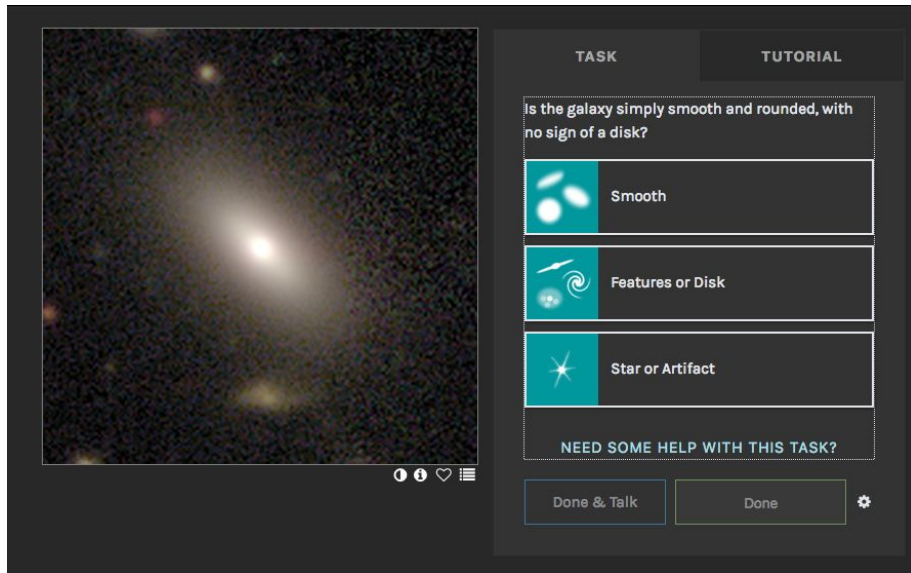 TASK
TUTORIAL
Is the galaxy simply smooth and rounded, with
no sign of a disk?
Smooth
Features or Disk
Star or Artifact
NEED SOME HELP WITH THIS TASK?
Done & Talk
Done